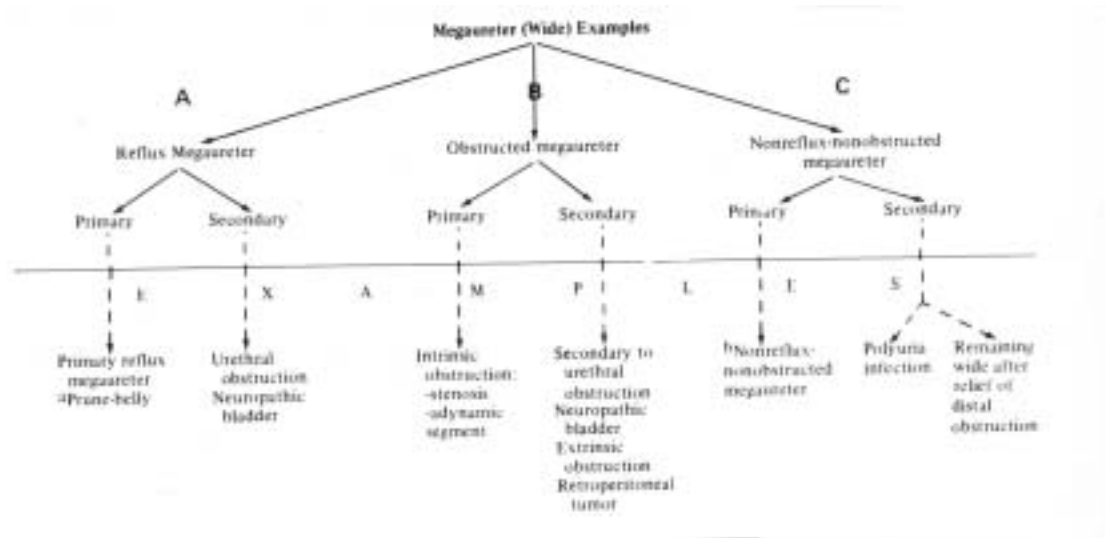 Megaureter (Wide) Examples
A
B
C
Reflux Megaureter
Obstructed megaureter
Nonreflux-nonobstructed
megaureter
Primary
Secondary
Primary
Secondary
Primary
Secondary
E X A M P L E S
Primary reflux
megaureter
aPrune-belly
Urethral
obstruction
Neuropathic
bladder
Intrinsic
obstruction:
-stenosis
-adynamic
segment
Secondary to
urethral
obstruction
Neuropathic
bladder
Extrinsic
obstruction
Retroperitoneal
tumor
bNonreflux-
nonobstructed
megaureter
Polyuria
infection
Remaining
wide after
relief of
distal
obstruction